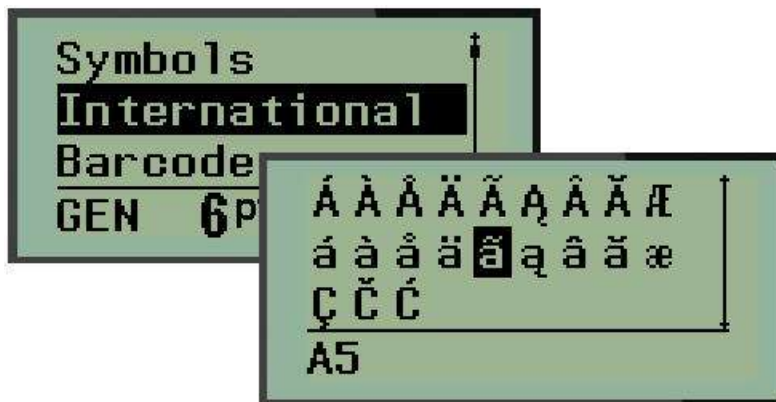 Symbols
International
Barcode
GEN 6p
Á À Å Ä Ã Ą Â Ă Æ
á à å ä ã ą â ă æ
Ç Č Ć
A5